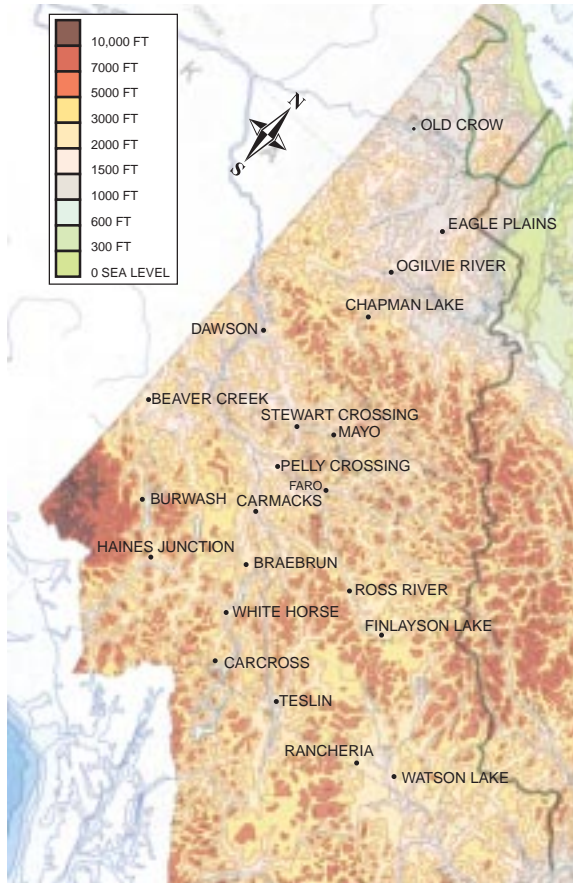 10,000 FT
7000 FT
5000 FT
3000 FT
2000 FT
1500 FT
1000 FT
600 FT
300 FT
0 SEA LEVEL
N
S
K
OLD CROW
EAGLE PLAINS
OGILVIE RIVER
CHAPMAN LAKE
DAWSON
BEAVER CREEK
STEWART CROSSING
MAYO
PELLY CROSSING
FARO
BURWASH
CARMACKS
HAINES JUNCTION
BRAEBRUN
ROSS RIVER
WHITE HORSE
FINLAYSON LAKE
CARCROSS
TESLIN
RANCHERIA
WATSON LAKE